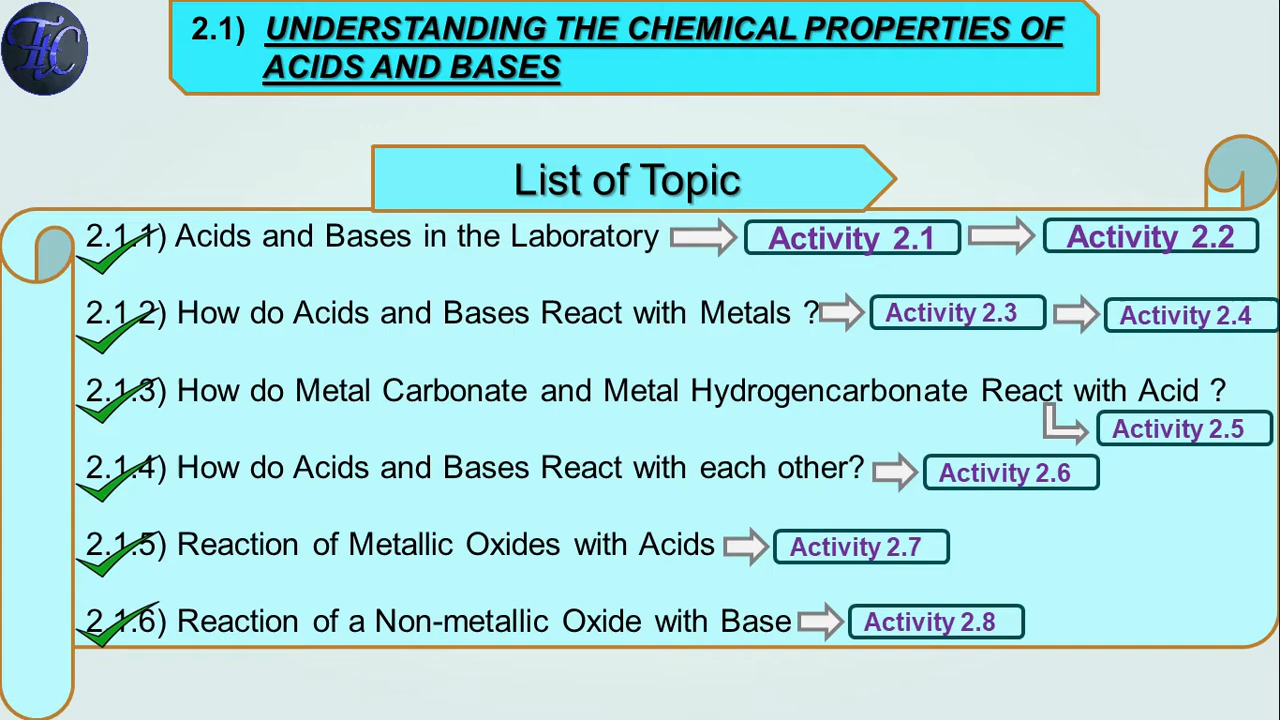 2.1) UNDERSTANDING THE CHEMICAL PROPERTIES OF
ACIDS AND BASES
List of Topic
2.1.1) Acids and Bases in the Laboratory Activity 2.1 Activity 2.2
2.1.2) How do Acids and Bases React with Metals ? Activity 2.3 Activity 2.4
2.1.3) How do Metal Carbonate and Metal Hydrogencarbonate React with Acid ?
Activity 2.5
2.1.4) How do Acids and Bases React with each other? Activity 2.6
2.1.5) Reaction of Metallic Oxides with Acids Activity 2.7
2.1.6) Reaction of a Non-metallic Oxide with Base Activity 2.8